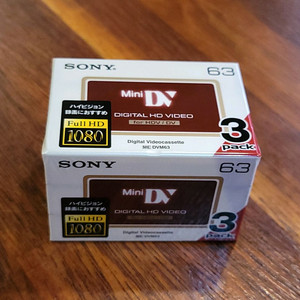 SONY
63
Mini DV
DIGITAL HD VIDEO
for HDV/DV
ハイビジョン
録画におすすめ
Full HD
1080
Digital Videocassette
3
pack
SONY
63
Mini DV
DIGITAL HD VIDEO
ハイビジョン
録画におすすめ
Full HD
1080
Digital Videocassette
3
pack